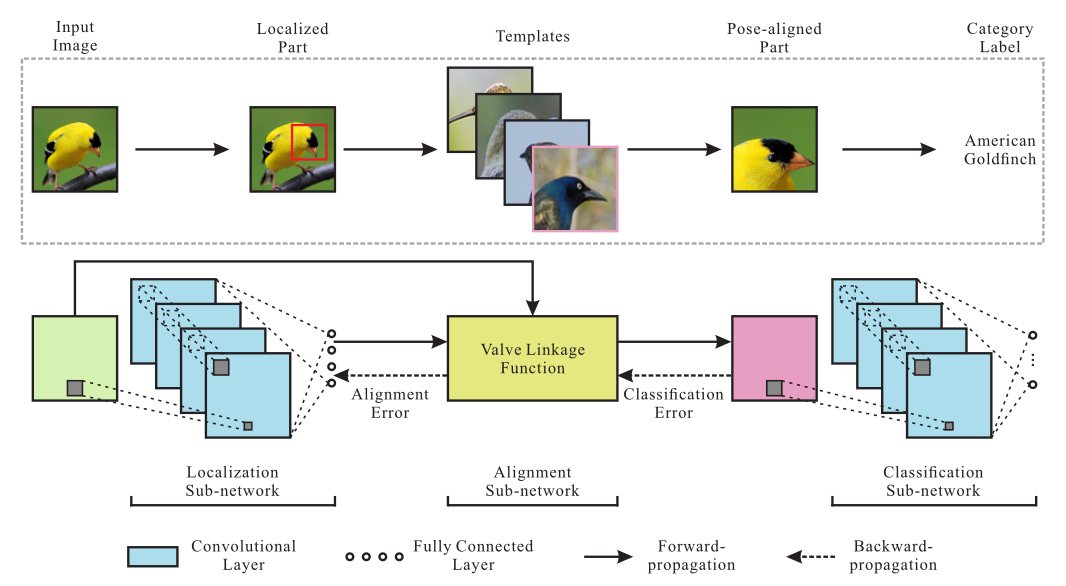 Input
Image
Localized
Part
Templates
Pose-aligned
Part
Category
Label
American
Goldfinch
Valve Linkage
Function
Alignment
Error
Classification
Error
Localization
Sub-network
Alignment
Sub-network
Classification
Sub-network
Convolutional
Layer
Fully Connected
Layer
Forward-
propagation
Backward-
propagation